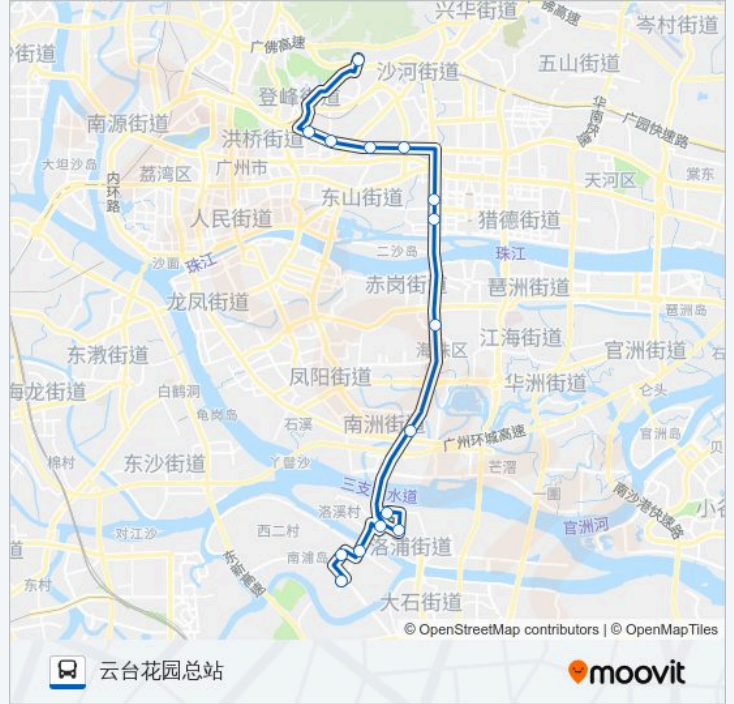 兴华街道
佛高速
岑村街道
广佛高速
街道
沙河街道
五山街道
登峰街道
华南快路
广园快速路
南源街道
洪桥街道
广州市
大坦沙岛
荔湾区
内环路
天河区
棠东
东山街道
人民街道
猎德街道
二沙岛
珠江
珠江
沙面
赤岗街道
琶洲街道
龙凤街道
琶洲岛
江海街道
东漖街道
海珠区
官洲街道
石
凤阳街道
华洲街道
仑头
海龙街道
白鹤洞
龟岗岛
石溪
南洲街道
广州环城高速
官洲岛
贝
棉村
东沙街道
丫髻沙
芒滘
三支水道
一围
南沙港快速路
小谷
洛溪村
官洲河
对江沙
西二村
道
洛浦街道
南浦岛
东新高速
东村
大石街道
© OpenStreetMap contributors | © OpenMapTiles
云台花园总站
moovit